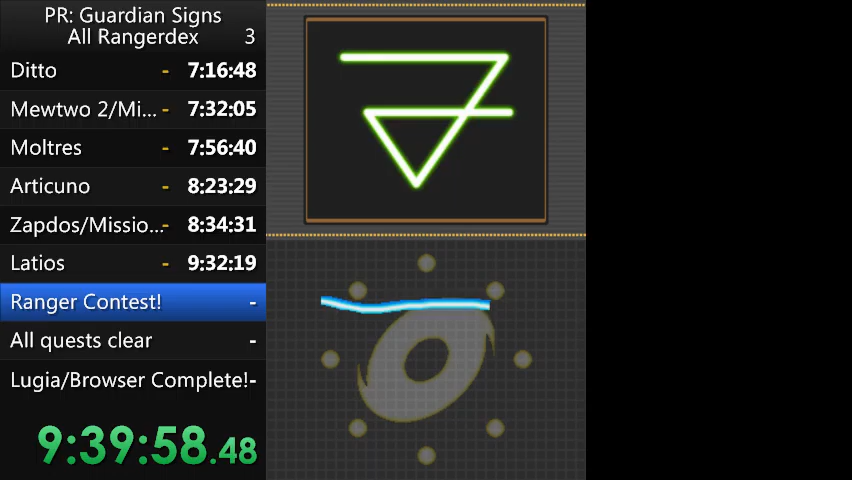 PR: Guardian Signs
All Rangerdex 3
Ditto - 7:16:48
Mewtwo 2/Mi... - 7:32:05
Moltres - 7:56:40
Articuno - 8:23:29
Zapdos/Missio... - 8:34:31
Latios - 9:32:19
Ranger Contest! -
All quests clear -
Lugia/Browser Complete! -
9:39:58.48